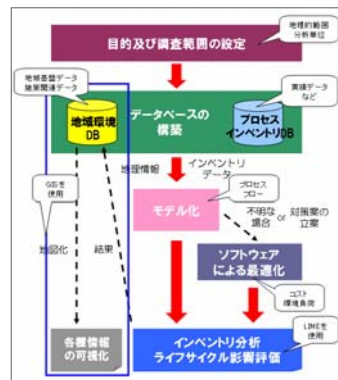 地理的範囲
分析単位
目的及び調査範囲の設定
地域基盤データ
施策関連データ
実績データ
など
地域環境
DB
データベースの
構築
プロセス
インベントリDB
地理情報
インベントリ
データ
GISを
使用
モデル化
プロセス
フロー
不明な
場合
or
対策案の
立案
地図化
結果
ソフトウェア
による最適化
コスト
環境負荷
LIMEを
使用
各種情報
の可視化
インベントリ分析
ライフサイクル影響評価